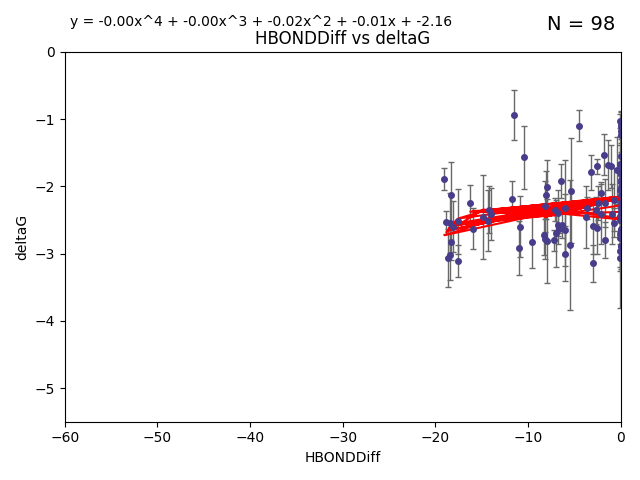 y = -0.00x^4 + -0.00x^3 + -0.02x^2 + -0.01x + -2.16
N = 98
HBONDDiff vs deltaG
0
−1
−2
−3
−4
−5
deltaG
−60 −50 −40 −30 −20 −10 0
HBONDDiff